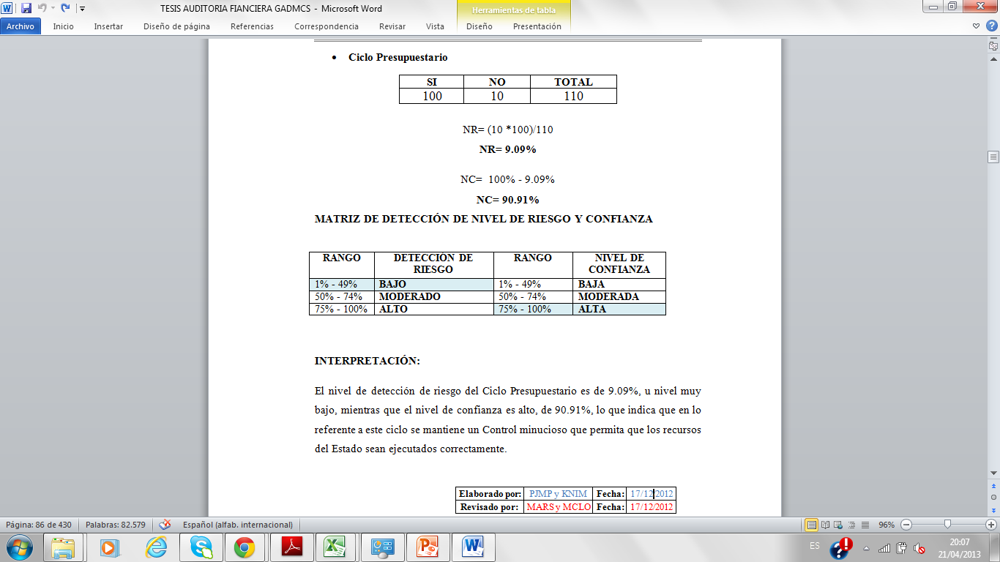 TESIS AUDITORIA FIANCIERA GADMCS - Microsoft Word
Herramientas de tabla
Archivo Inicio Insertar Diseño de página Referencias Correspondencia Revisar Vista Diseño Presentación
• Ciclo Presupuestario
SI NO TOTAL
100 10 110
NR= (10 *100)/110
NR= 9.09%
NC= 100% - 9.09%
NC= 90.91%
MATRIZ DE DETECCIÓN DE NIVEL DE RIESGO Y CONFIANZA
RANGO DETECCIÓN DE RIESGO RANGO NIVEL DE CONFIANZA
1% - 49% BAJO 1% - 49% BAJA
50% - 74% MODERADO 50% - 74% MODERADA
75% - 100% ALTO 75% - 100% ALTA
INTERPRETACIÓN:
El nivel de detección de riesgo del Ciclo Presupuestario es de 9.09%, u nivel muy
bajo, mientras que el nivel de confianza es alto, de 90.91%, lo que indica que en lo
referente a este ciclo se mantiene un Control minucioso que permita que los recursos
del Estado sean ejecutados correctamente.
Elaborado por: PJMP y KNIM Fecha: 17/12/2012
Revisado por: MARS y MCLO Fecha: 17/12/2012
Página: 86 de 430 Palabras: 82.579 Español (alfab. internacional) 96%
ES 20:07
21/04/2013